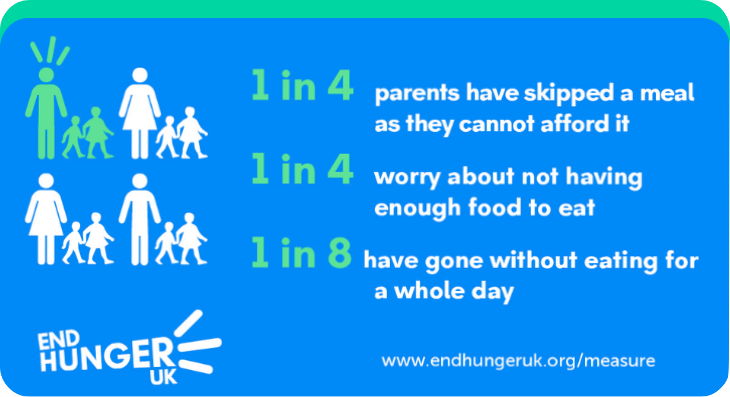 1 in 4 parents have skipped a meal
as they cannot afford it
1 in 4 worry about not having
enough food to eat
1 in 8 have gone without eating for
a whole day
END
HUNGER
UK
www.endhungeruk.org/measure